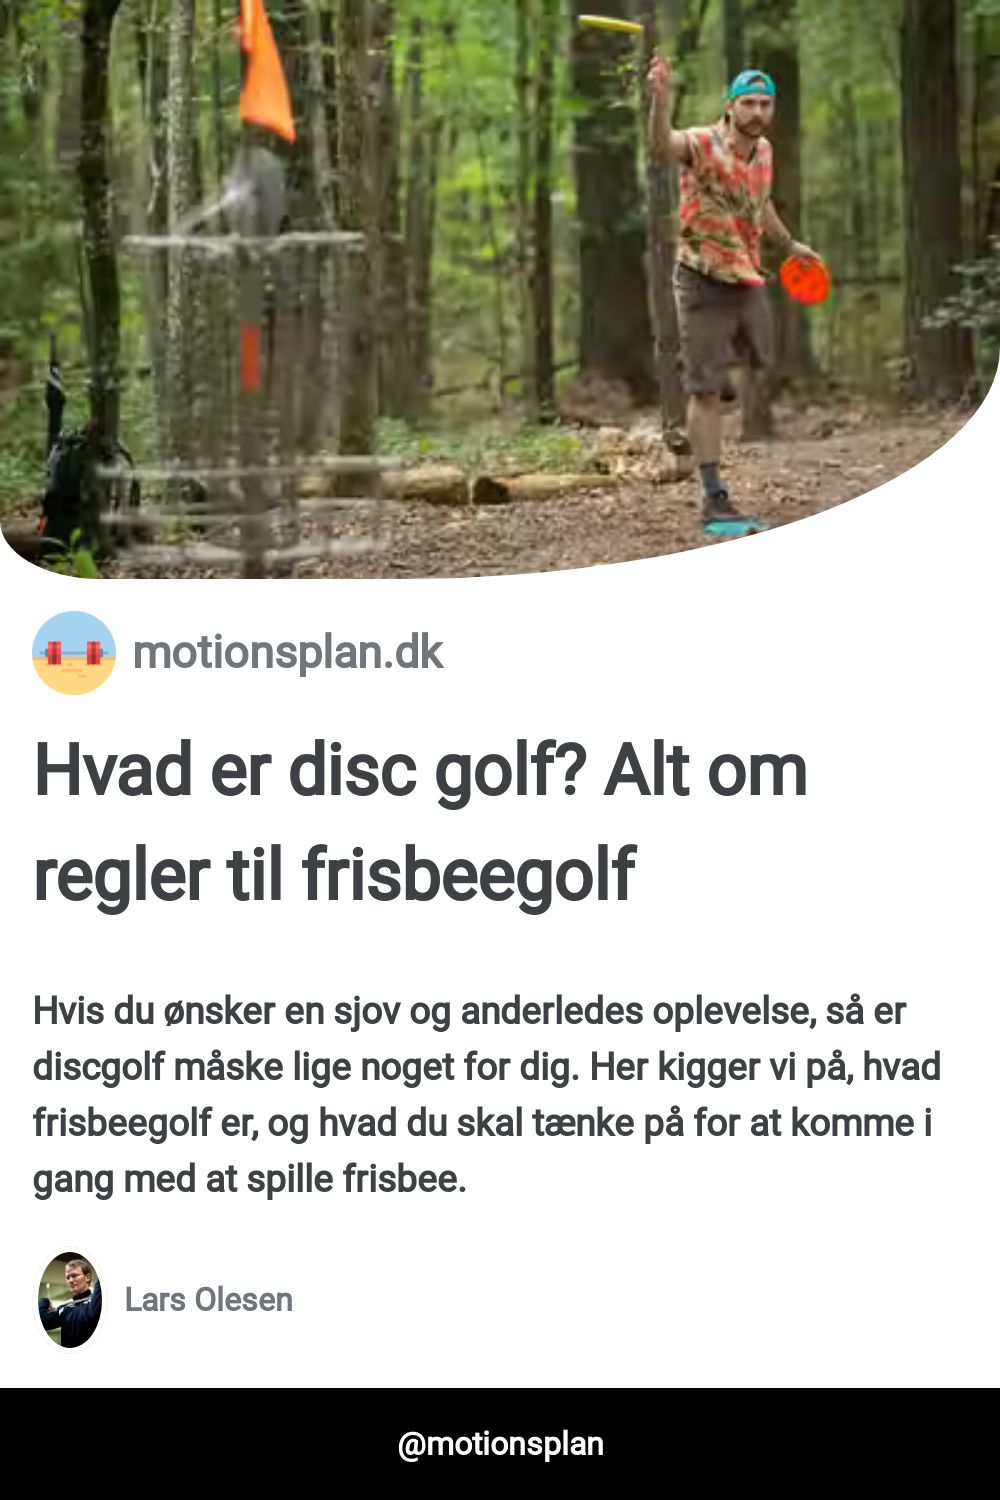 motionsplan.dk
Hvad er disc golf? Alt om
regler til frisbeegolf
Hvis du ønsker en sjov og anderledes oplevelse, så er
discgolf måske lige noget for dig. Her kigger vi på, hvad
frisbeegolf er, og hvad du skal tænke på for at komme i
gang med at spille frisbee.
Lars Olesen
@motionsplan